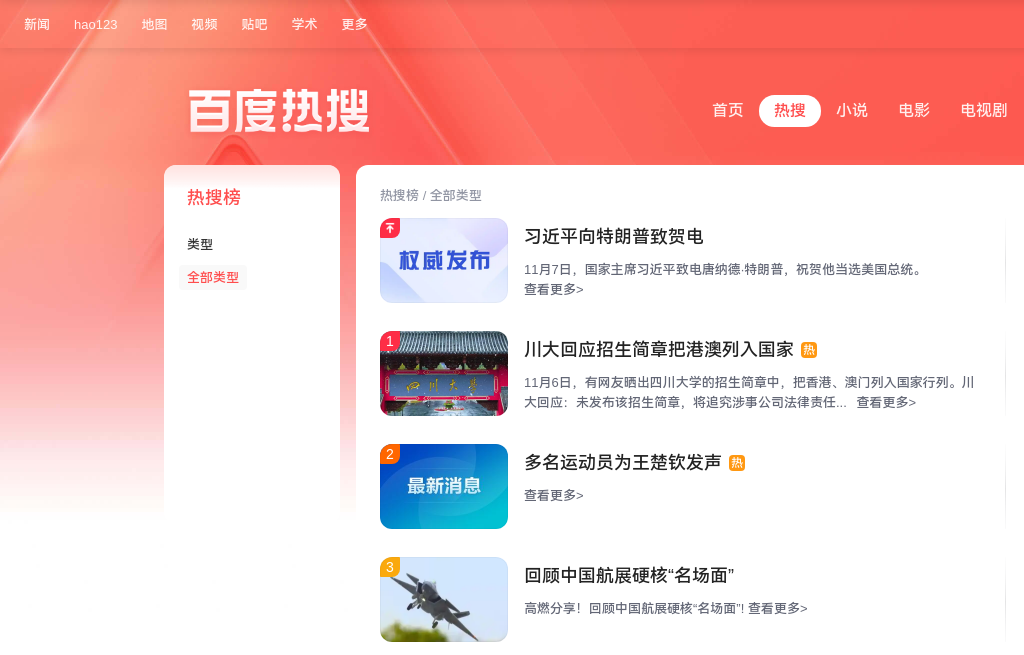 新闻 hao123 地图 视频 贴吧 学术 更多
百度热搜
首页 热搜 小说 电影 电视剧
热搜榜
类型
全部类型
热搜榜 / 全部类型
权威发布
习近平向特朗普致贺电
11月7日，国家主席习近平致电唐纳德·特朗普，祝贺他当选美国总统。
查看更多>
1
四川大学
川大回应招生简章把港澳列入国家 热
11月6日，有网友晒出四川大学的招生简章中，把香港、澳门列入国家行列。川
大回应：未发布该招生简章，将追究涉事公司法律责任... 查看更多>
2
最新消息
多名运动员为王楚钦发声 热
查看更多>
3
回顾中国航展硬核“名场面”
高燃分享！回顾中国航展硬核“名场面”! 查看更多>